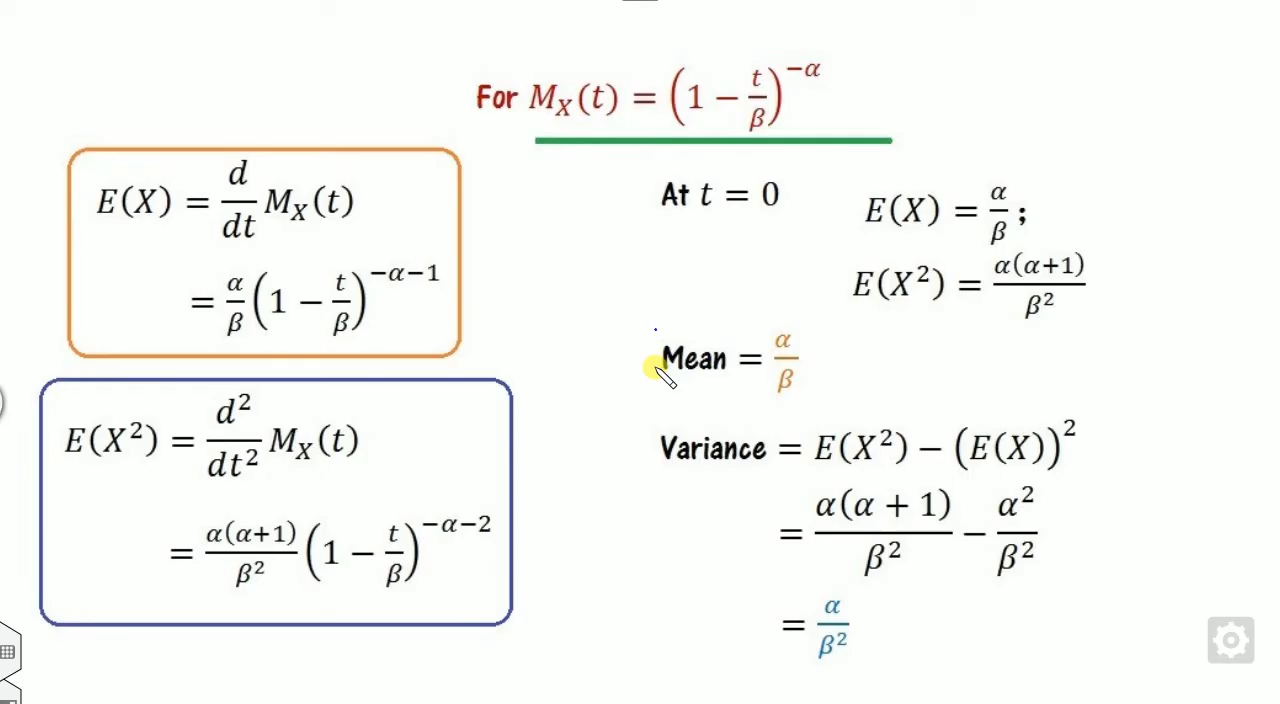 For M_X(t) = (1 − t/β)^{−α}
E(X) = d/dt M_X(t)
= α/β (1 − t/β)^{−α−1}
E(X²) = d²/dt² M_X(t)
= α(α+1)/β² (1 − t/β)^{−α−2}
At t = 0
E(X) = α/β ;
E(X²) = α(α+1)/β²
Mean = α/β
Variance = E(X²) − (E(X))²
= α(α + 1)/β² − α²/β²
= α/β²